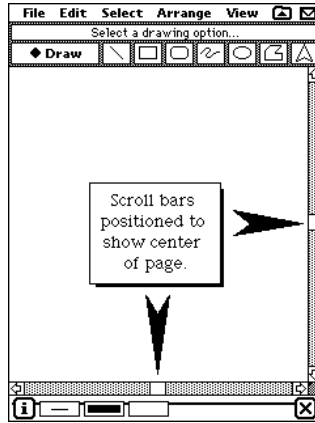 File Edit Select Arrange View
Select a drawing option...
◆ Draw
Scroll bars
positioned to
show center
of page.
i